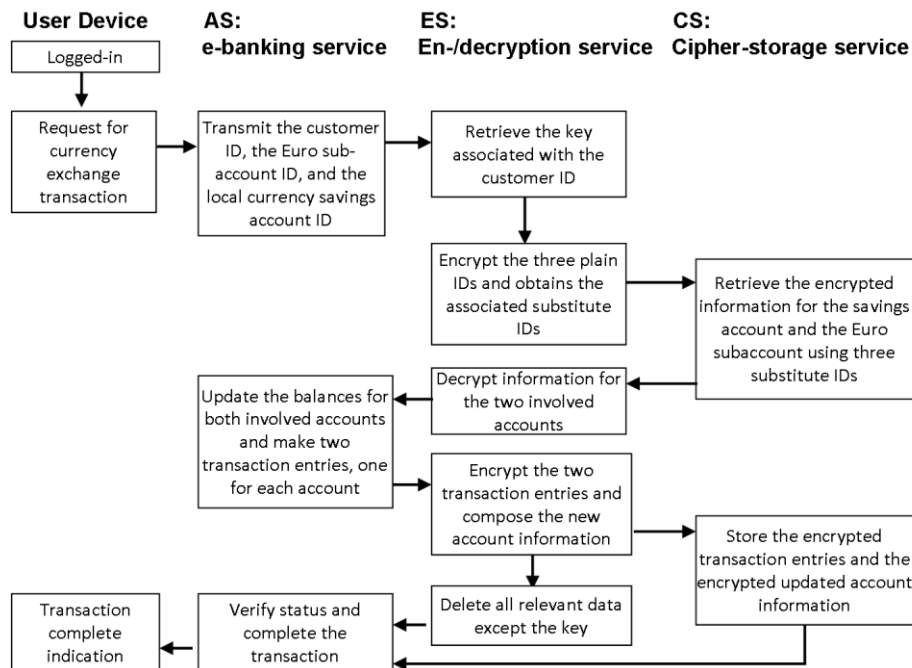 User Device
AS:
e-banking service
ES:
En-/decryption service
CS:
Cipher-storage service
Logged-in
Request for
currency
exchange
transaction
Transmit the customer
ID, the Euro sub-
account ID, and the
local currency savings
account ID
Retrieve the key
associated with the
customer ID
Encrypt the three plain
IDs and obtains the
associated substitute
IDs
Retrieve the encrypted
information for the savings
account and the Euro
subaccount using three
substitute IDs
Decrypt information for
the two involved
accounts
Update the balances for
both involved accounts
and make two
transaction entries, one
for each account
Encrypt the two
transaction entries and
compose the new
account information
Store the encrypted
transaction entries and the
encrypted updated account
information
Delete all relevant data
except the key
Verify status and
complete the
transaction
Transaction
complete
indication